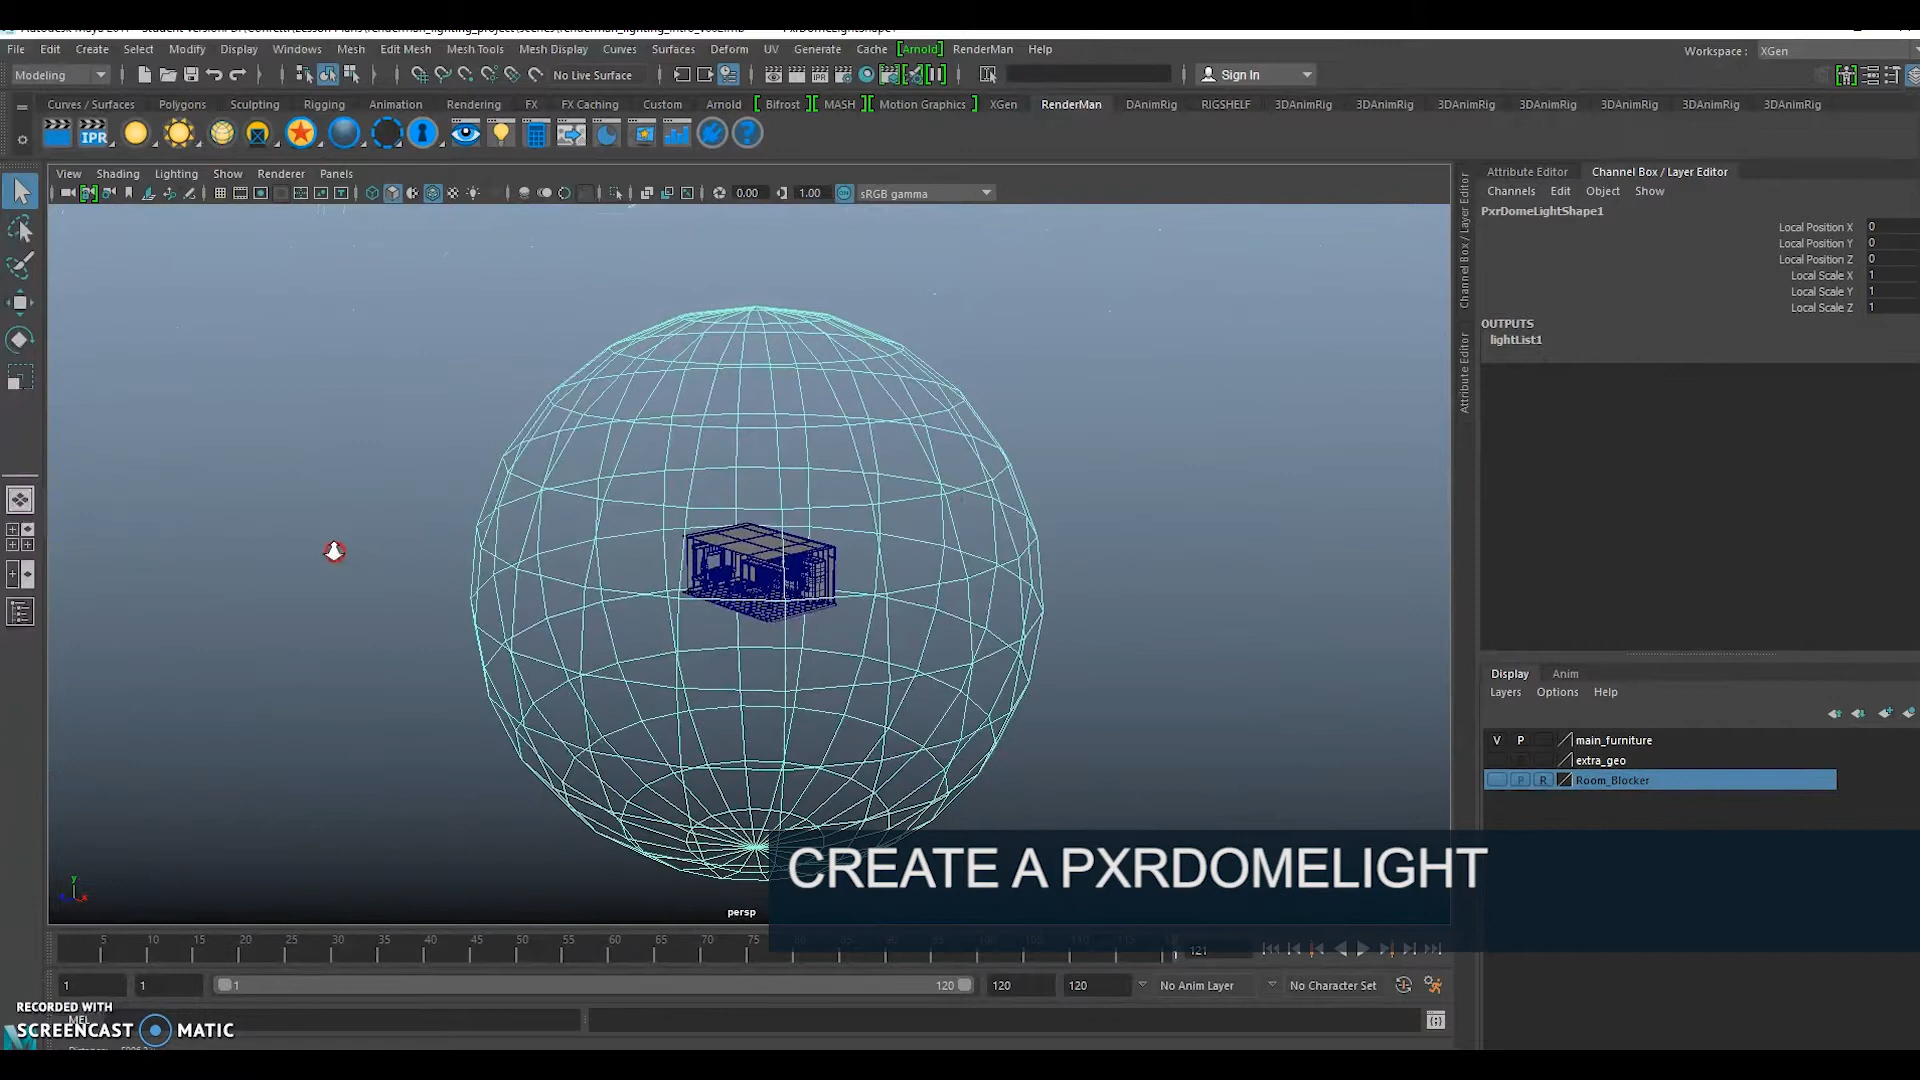 File Edit Create Select Modify Display Windows Mesh Edit Mesh Mesh Tools Mesh Display Curves Surfaces Deform UV Generate Cache [Arnold] RenderMan Help
Workspace : XGen
Modeling No Live Surface Sign In
Curves / Surfaces Polygons Sculpting Rigging Animation Rendering FX FX Caching Custom Arnold [ Bifrost ] [ MASH ] [ Motion Graphics ] XGen RenderMan DAnimRig RIGSHELF 3DAnimRig 3DAnimRig 3DAnimRig 3DAnimRig 3DAnimRig 3DAnimRig 3DAnimRig
IPR
View Shading Lighting Show Renderer Panels
0.00 1.00 sRGB gamma
Attribute Editor Channel Box / Layer Editor
Channels Edit Object Show
PxrDomeLightShape1
Local Position X 0
Local Position Y 0
Local Position Z 0
Local Scale X 1
Local Scale Y 1
Local Scale Z 1
OUTPUTS
lightList1
Channel Box / Layer Editor
Attribute Editor
Display Anim
Layers Options Help
V P main_furniture
extra_geo
P R Room_Blocker
CREATE A PXRDOMELIGHT
y
x
persp
5 10 15 20 25 30 35 40 45 50 55 60 65 70 75
121
1 1 1 120 120 120 No Anim Layer No Character Set
RECORDED WITH
SCREENCAST MATIC
MEL